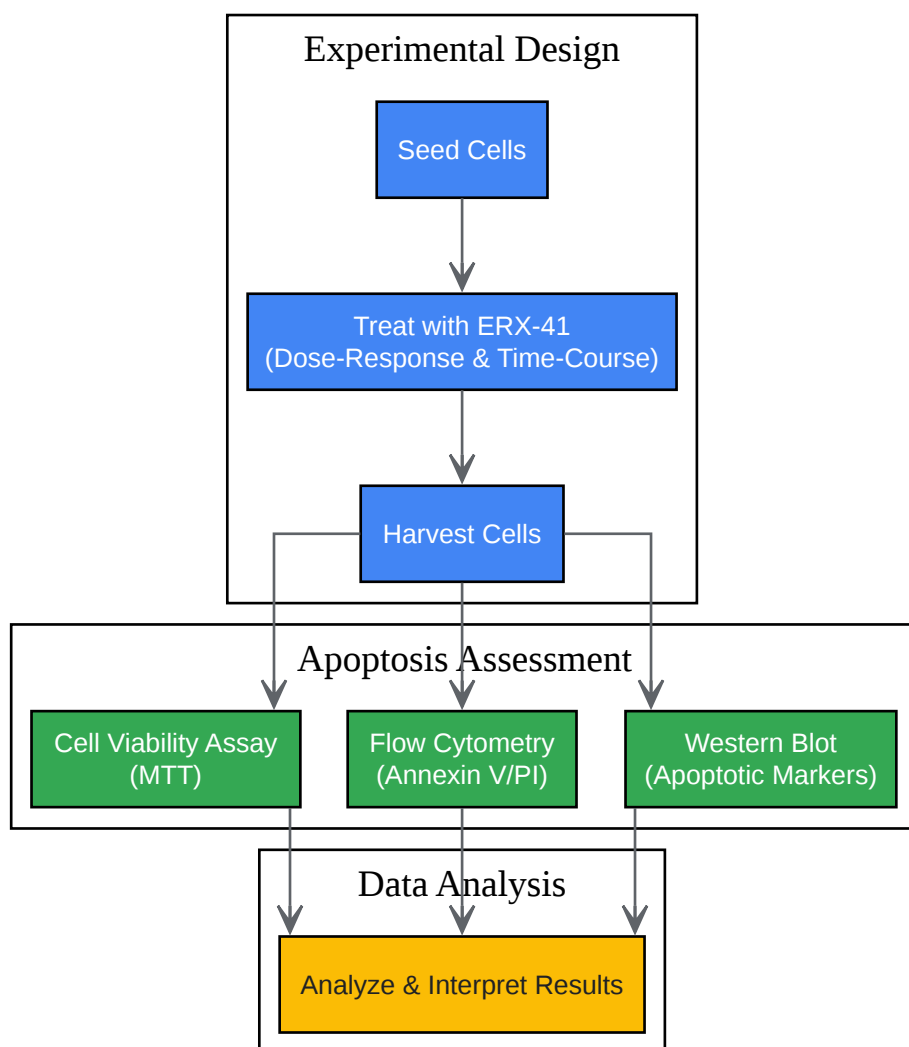 Experimental Design
Seed Cells
Treat with ERX-41
(Dose-Response & Time-Course)
Harvest Cells
Apoptosis Assessment
Cell Viability Assay
(MTT)
Flow Cytometry
(Annexin V/PI)
Western Blot
(Apoptotic Markers)
Data Analysis
Analyze & Interpret Results